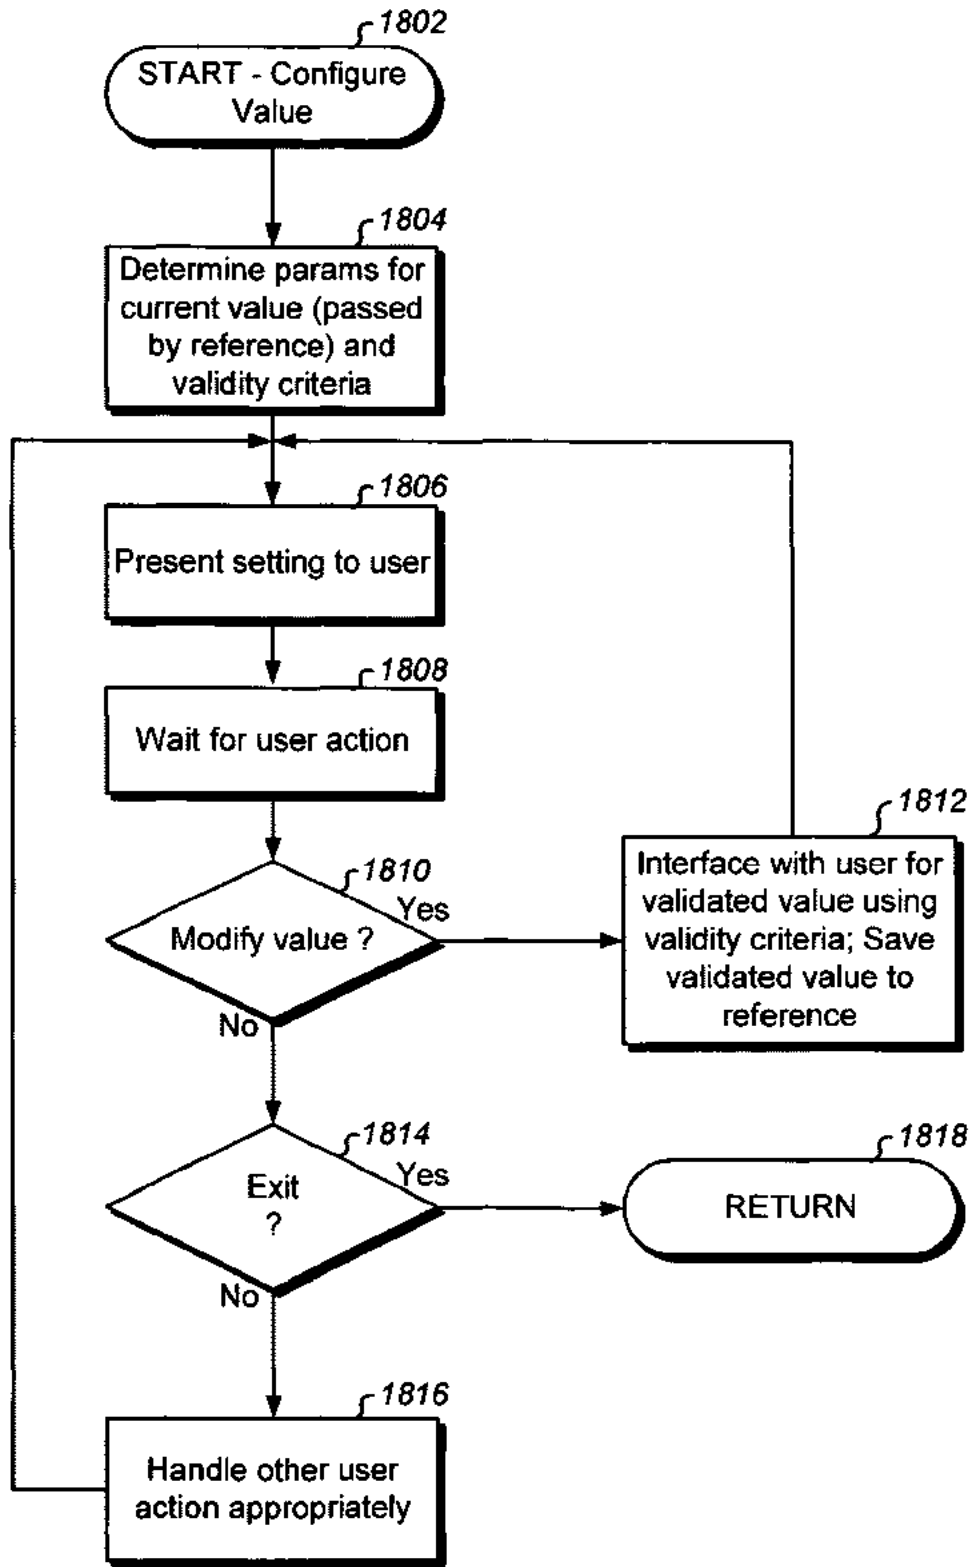 1802
START - Configure
Value
1804
Determine params for
current value (passed
by reference) and
validity criteria
1806
Present setting to user
1808
Wait for user action
1810
Modify value ?
Yes
No
1812
Interface with user for
validated value using
validity criteria; Save
validated value to
reference
1814
Exit
?
Yes
No
1818
RETURN
1816
Handle other user
action appropriately